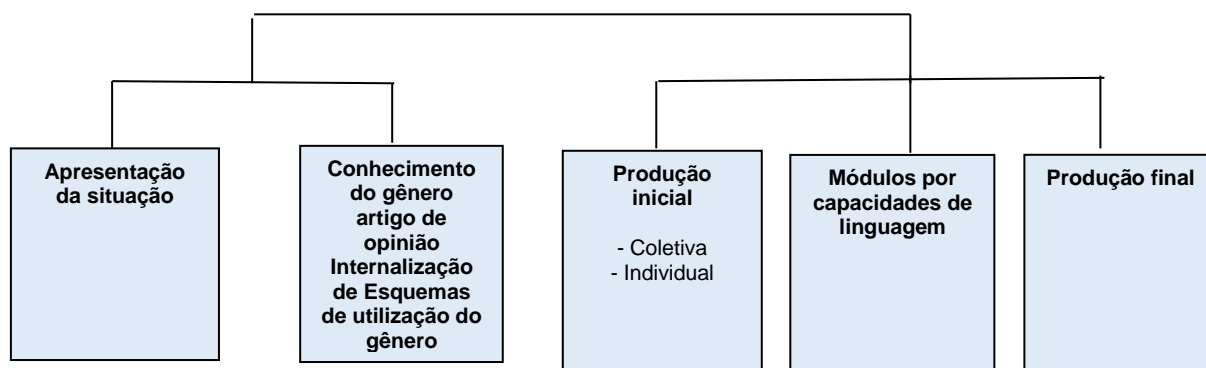 Apresentação
da situação
Conhecimento
do gênero
artigo de
opinião
Internalização
de Esquemas
de utilização do
gênero
Produção
inicial
- Coletiva
- Individual
Módulos por
capacidades de
linguagem
Produção final